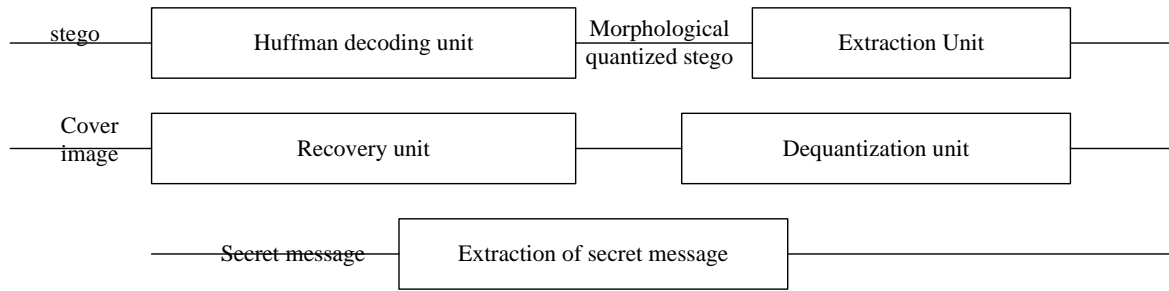 stego
Huffman decoding unit
Morphological
quantized stego
Extraction Unit
Cover
image
Recovery unit
Dequantization unit
Secret message
Extraction of secret message